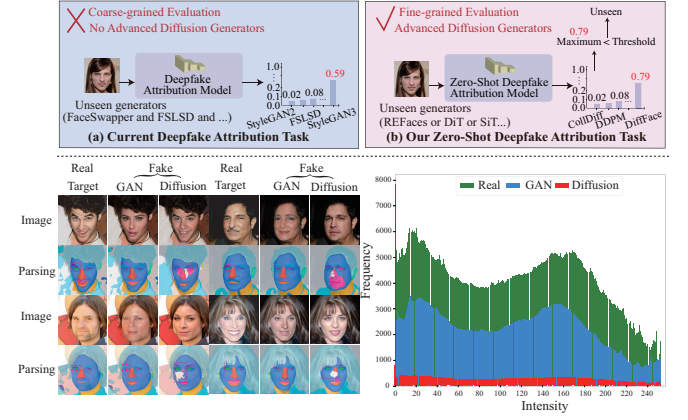 Coarse-grained Evaluation
No Advanced Diffusion Generators
Deepfake
Attribution Model
Unseen generators
(FaceSwapper and FSLSD and ...)
1.0
0.2
0.1
0.0
0.02
0.08
...
0.59
StyleGAN2
FSLSD
StyleGAN3
(a) Current Deepfake Attribution Task
Fine-grained Evaluation
Advanced Diffusion Generators
Unseen
0.79
Maximum < Threshold
Zero-Shot Deepfake
Attribution Model
Unseen generators
(REFaces or DiT or SiT...)
1.0
0.2
0.1
0.0
0.02
0.08
...
0.79
CollDiff
DDPM
DiffFace
(b) Our Zero-Shot Deepfake Attribution Task
Real
Target
Fake
GAN
Diffusion
Real
Target
Fake
GAN
Diffusion
Image
Parsing
Image
Parsing
Real
GAN
Diffusion
Frequency
8000
7000
6000
5000
4000
3000
2000
1000
0
0 20 40 60 80 100 120 140 160 180 200 220 240
Intensity